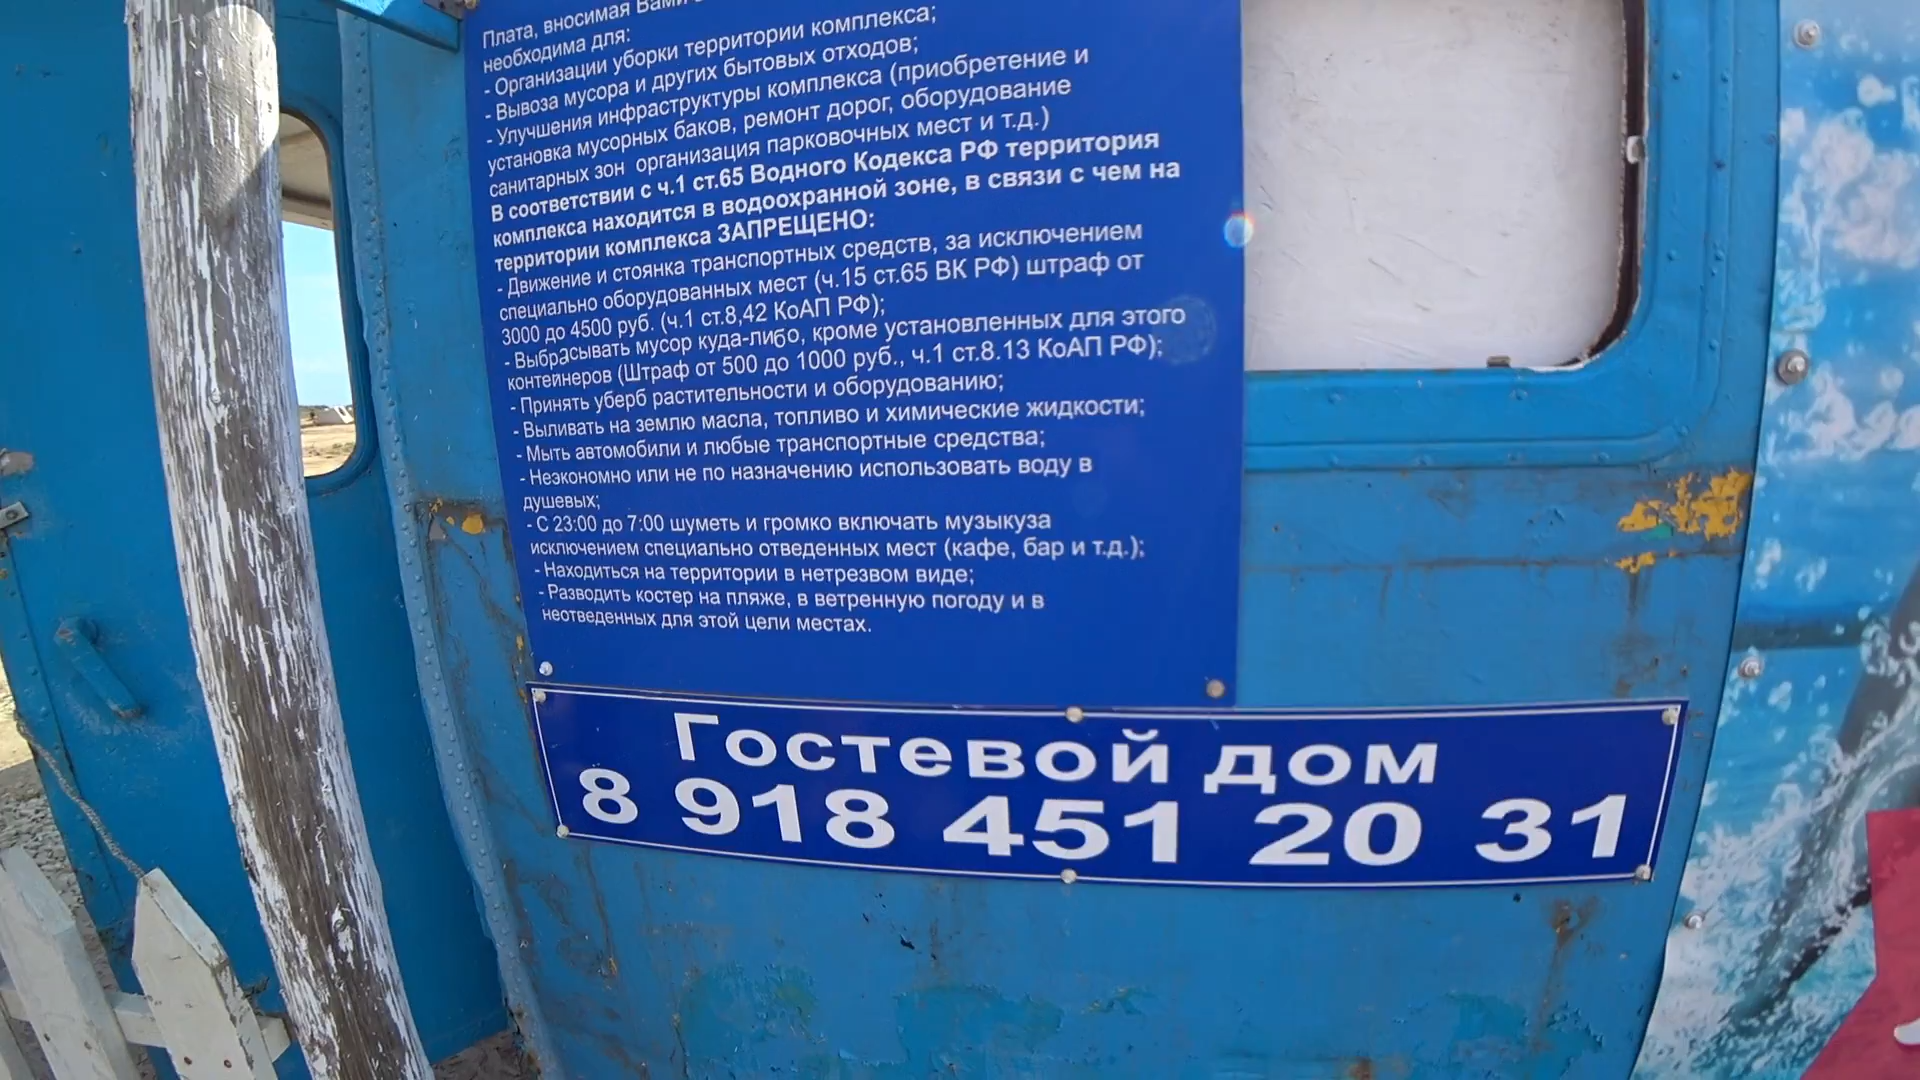 Плата, вносимая Вами
необходима для:
- Организации уборки территории комплекса;
- Вывоза мусора и других бытовых отходов;
- Улучшения инфраструктуры комплекса (приобретение и
установка мусорных баков, ремонт дорог, оборудование
санитарных зон организация парковочных мест и т.д.)
В соответствии с ч.1 ст.65 Водного Кодекса РФ территория
комплекса находится в водоохранной зоне, в связи с чем на
территории комплекса ЗАПРЕЩЕНО:
- Движение и стоянка транспортных средств, за исключением
специально оборудованных мест (ч.15 ст.65 ВК РФ) штраф от
3000 до 4500 руб. (ч.1 ст.8,42 КоАП РФ);
- Выбрасывать мусор куда-либо, кроме установленных для этого
контейнеров (Штраф от 500 до 1000 руб., ч.1 ст.8.13 КоАП РФ);
- Принять уберб растительности и оборудованию;
- Выливать на землю масла, топливо и химические жидкости;
- Мыть автомобили и любые транспортные средства;
- Неэкономно или не по назначению использовать воду в
душевых;
- С 23:00 до 7:00 шуметь и громко включать музыкуза
исключением специально отведенных мест (кафе, бар и т.д.);
- Находиться на территории в нетрезвом виде;
- Разводить костер на пляже, в ветренную погоду и в
неотведенных для этой цели местах.
Гостевой дом
8 918 451 20 31